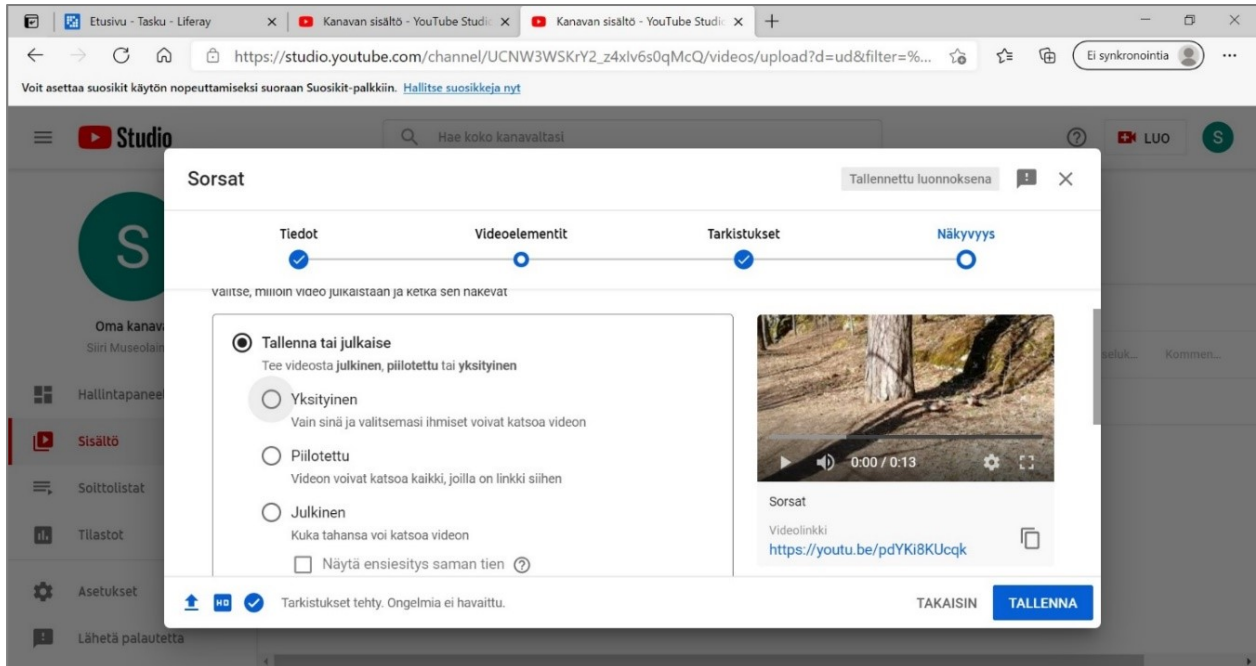 Etusivu - Tasku - Liferay
Kanavan sisältö - YouTube Studio
Kanavan sisältö - YouTube Studio
https://studio.youtube.com/channel/UCNW3WSKrY2_z4xIv6s0qMcQ/videos/upload?d=ud&filter=%...
Ei synkronointia
Voit asettaa suosikit käytön nopeuttamiseksi suoraan Suosikit-palkkiin. Hallitse suosikkeja nyt
Studio
Hae koko kanavaltasi
LUO
S
S
Oma kanava
Siiri Museolain
Hallintapaneel
Sisältö
Soittolistat
Tilastot
Asetukset
Lähetä palautetta
Sorsat
Tallennettu luonnoksena
Tiedot
Videoelementit
Tarkistukset
Näkyvyys
Valitse, milloin video julkaistaan ja ketkä sen näkevät
Tallenna tai julkaise
Tee videosta julkinen, piilotettu tai yksityinen
Yksityinen
Vain sinä ja valitsemasi ihmiset voivat katsoa videon
Piilotettu
Videon voivat katsoa kaikki, joilla on linkki siihen
Julkinen
Kuka tahansa voi katsoa videon
Näytä ensiesitys saman tien
0:00 / 0:13
Sorsat
Videolinkki
https://youtu.be/pdYKi8KUcqk
seluk...
Kommen...
HD
Tarkistukset tehty. Ongelmia ei havaittu.
TAKAISIN
TALLENNA